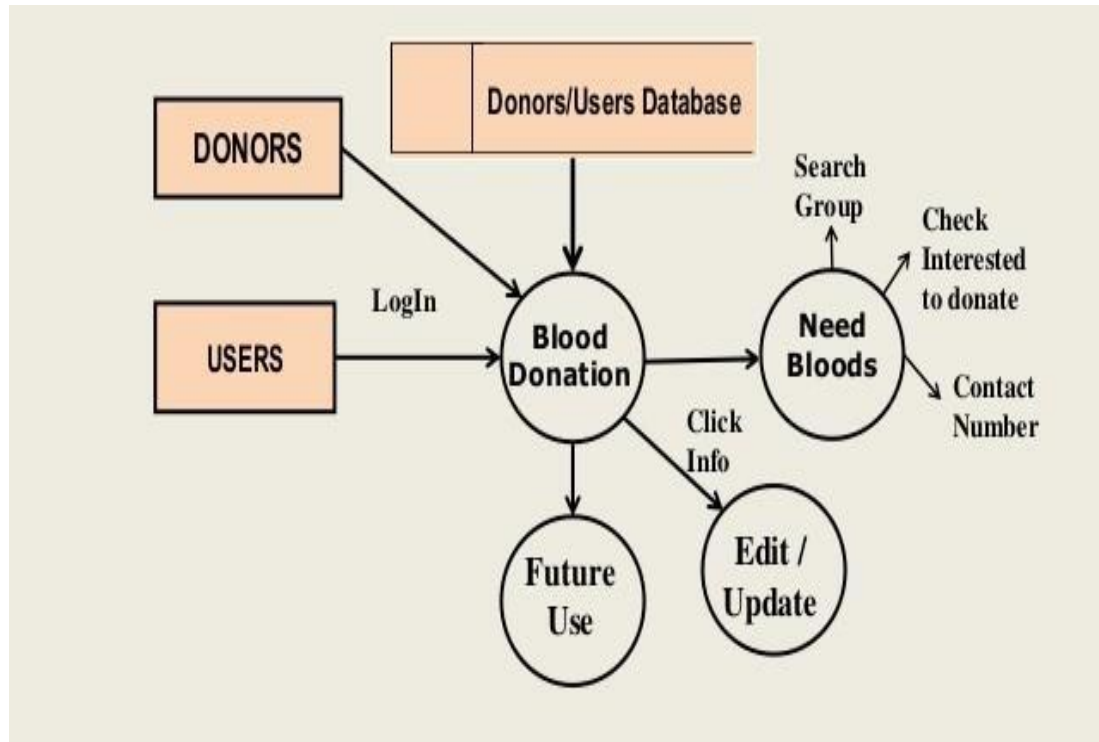 Donors/Users Database
DONORS
Search
Group
Check
Interested
to donate
LogIn
USERS
Blood
Donation
Need
Bloods
Contact
Number
Click
Info
Future
Use
Edit /
Update